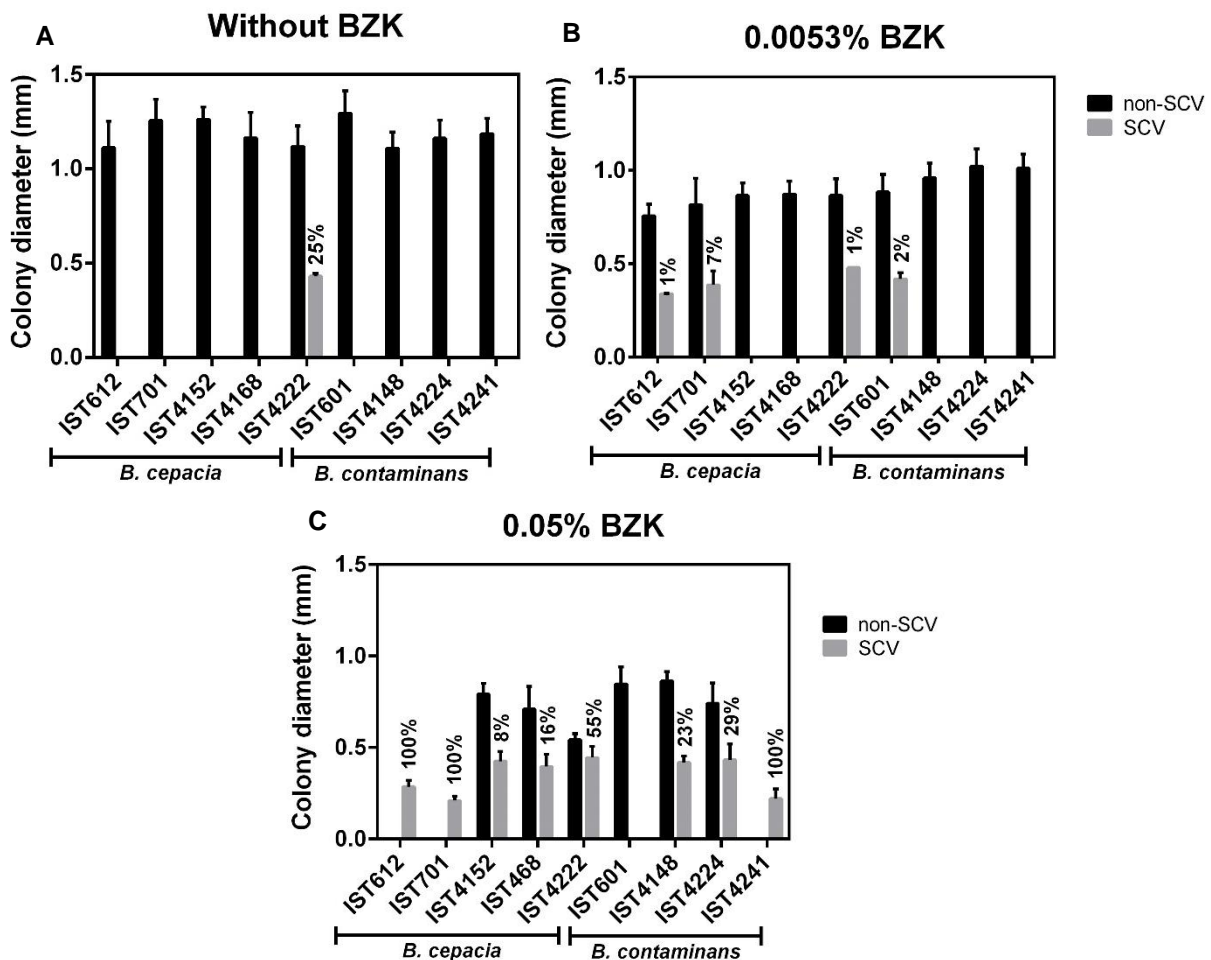 A
Without BZK
Colony diameter (mm)
1.5
1.0
0.5
0.0
25%
IST612
IST701
IST4152
IST4168
IST4222
IST601
IST4148
IST4224
IST4241
B. cepacia
B. contaminans
B
0.0053% BZK
Colony diameter (mm)
1.5
1.0
0.5
0.0
1%
7%
1%
2%
non-SCV
SCV
IST612
IST701
IST4152
IST4168
IST4222
IST601
IST4148
IST4224
IST4241
B. cepacia
B. contaminans
C
0.05% BZK
Colony diameter (mm)
1.5
1.0
0.5
0.0
100%
100%
8%
16%
55%
23%
29%
100%
non-SCV
SCV
IST612
IST701
IST4152
IST468
IST4222
IST601
IST4148
IST4224
IST4241
B. cepacia
B. contaminans